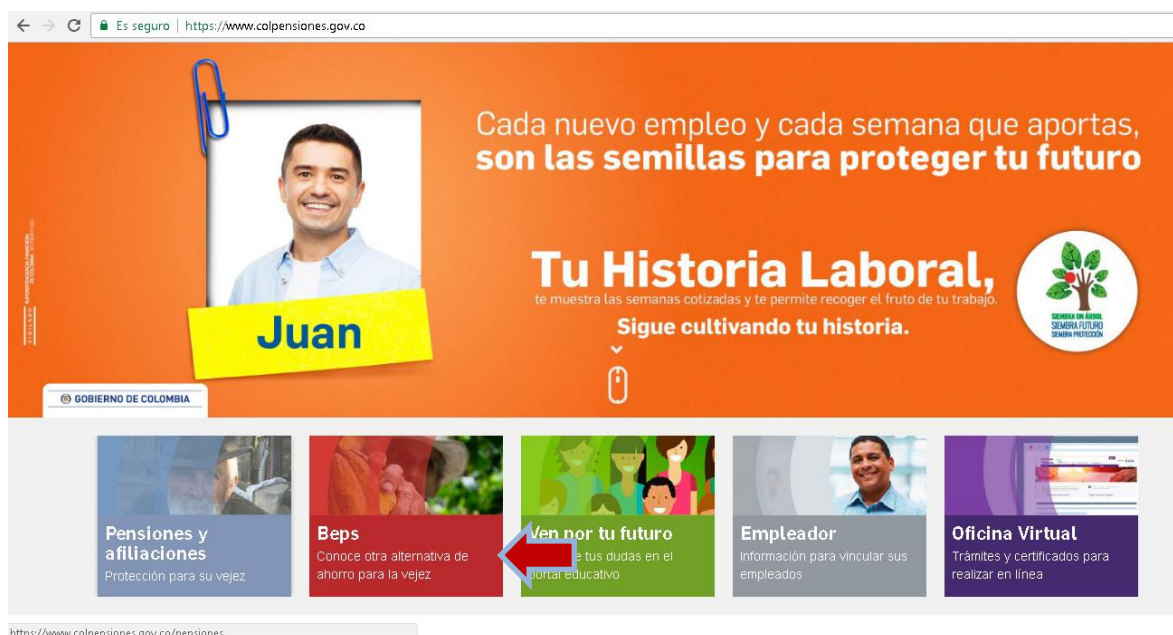 Es seguro | https://www.colpensiones.gov.co
Cada nuevo empleo y cada semana que aportas,
son las semillas para proteger tu futuro
Tu Historia Laboral,
te muestra las semanas cotizadas y te permite recoger el fruto de tu trabajo.
Sigue cultivando tu historia.
SIEMBRA UN ÁRBOL
SIEMBRA FUTURO
SIEMBRA PROTECCIÓN
Juan
VIGILADO SUPERINTENDENCIA FINANCIERA
DE COLOMBIA
GOBIERNO DE COLOMBIA
Pensiones y
afiliaciones
Protección para su vejez
Beps
Conoce otra alternativa de
ahorro para la vejez
Ven por tu futuro
tus dudas en el
portal educativo
Empleador
Información para vincular sus
empleados
Oficina Virtual
Trámites y certificados para
realizar en línea
https://www.colpensiones.gov.co/pensiones